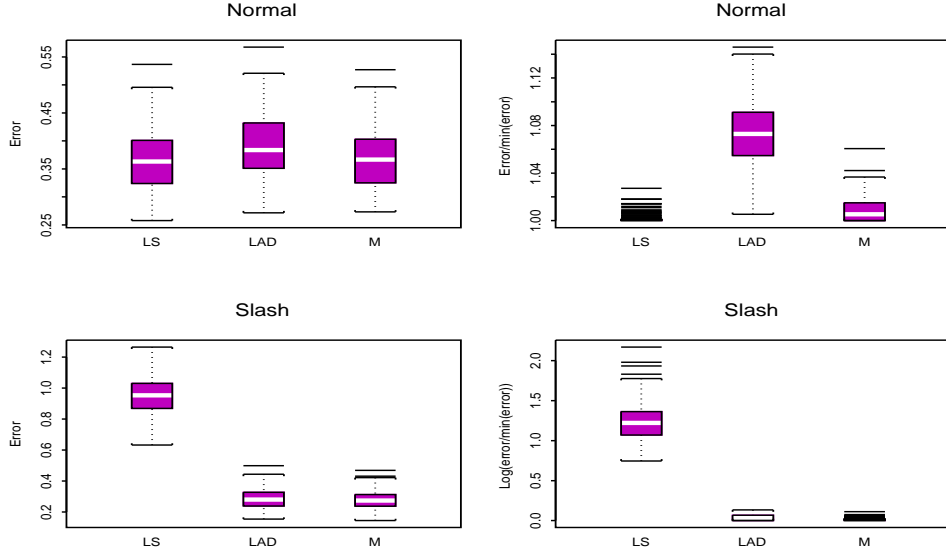 Normal
Error
0.55
0.45
0.35
0.25
LS
LAD
M
Normal
Error/min(error)
1.12
1.08
1.04
1.00
LS
LAD
M
Slash
Error
1.2
1.0
0.8
0.6
0.4
0.2
LS
LAD
M
Slash
Log(error/min(error))
2.0
1.5
1.0
0.5
0.0
LS
LAD
M